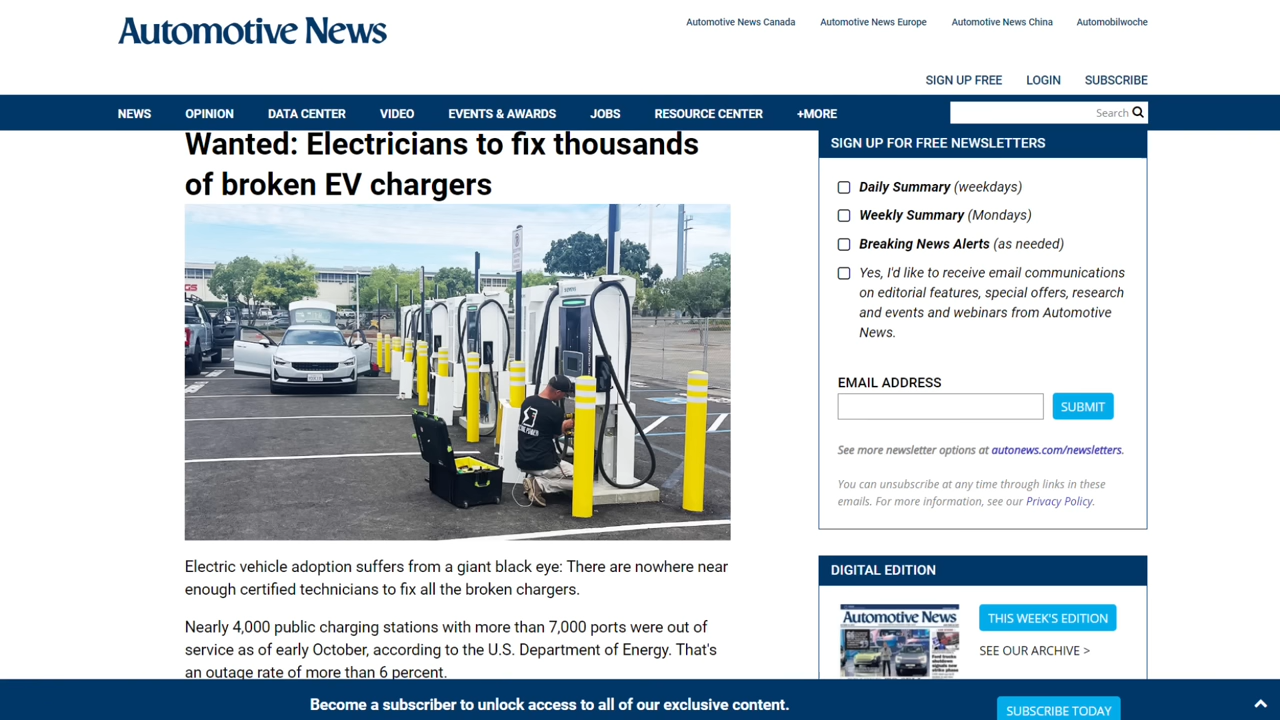 Automotive News
Automotive News Canada Automotive News Europe Automotive News China Automobilwoche
SIGN UP FREE LOGIN SUBSCRIBE
NEWS OPINION DATA CENTER VIDEO EVENTS & AWARDS JOBS RESOURCE CENTER +MORE Search
Wanted: Electricians to fix thousands
of broken EV chargers
Electric vehicle adoption suffers from a giant black eye: There are nowhere near
enough certified technicians to fix all the broken chargers.
Nearly 4,000 public charging stations with more than 7,000 ports were out of
service as of early October, according to the U.S. Department of Energy. That's
an outage rate of more than 6 percent.
SIGN UP FOR FREE NEWSLETTERS
Daily Summary (weekdays)
Weekly Summary (Mondays)
Breaking News Alerts (as needed)
Yes, I'd like to receive email communications
on editorial features, special offers, research
and events and webinars from Automotive
News.
EMAIL ADDRESS
SUBMIT
See more newsletter options at autonews.com/newsletters.
You can unsubscribe at any time through links in these
emails. For more information, see our Privacy Policy.
DIGITAL EDITION
Automotive News
THIS WEEK'S EDITION
SEE OUR ARCHIVE >
Become a subscriber to unlock access to all of our exclusive content.
SUBSCRIBE TODAY